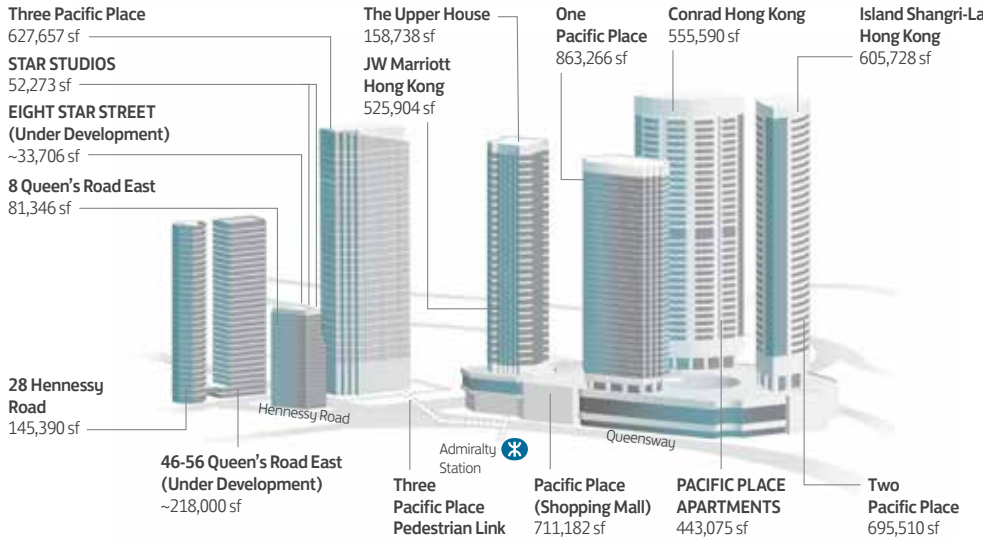 Three Pacific Place
627,657 sf
STAR STUDIOS
52,273 sf
EIGHT STAR STREET
(Under Development)
~33,706 sf
8 Queen's Road East
81,346 sf
28 Hennessy
Road
145,390 sf
46-56 Queen's Road East
(Under Development)
~218,000 sf
Hennessy Road
The Upper House
158,738 sf
JW Marriott
Hong Kong
525,904 sf
One
Pacific Place
863,266 sf
Conrad Hong Kong
555,590 sf
Island Shangri-La
Hong Kong
605,728 sf
Admiralty
Station
Queensway
Three
Pacific Place
Pedestrian Link
Pacific Place
(Shopping Mall)
711,182 sf
PACIFIC PLACE
APARTMENTS
443,075 sf
Two
Pacific Place
695,510 sf